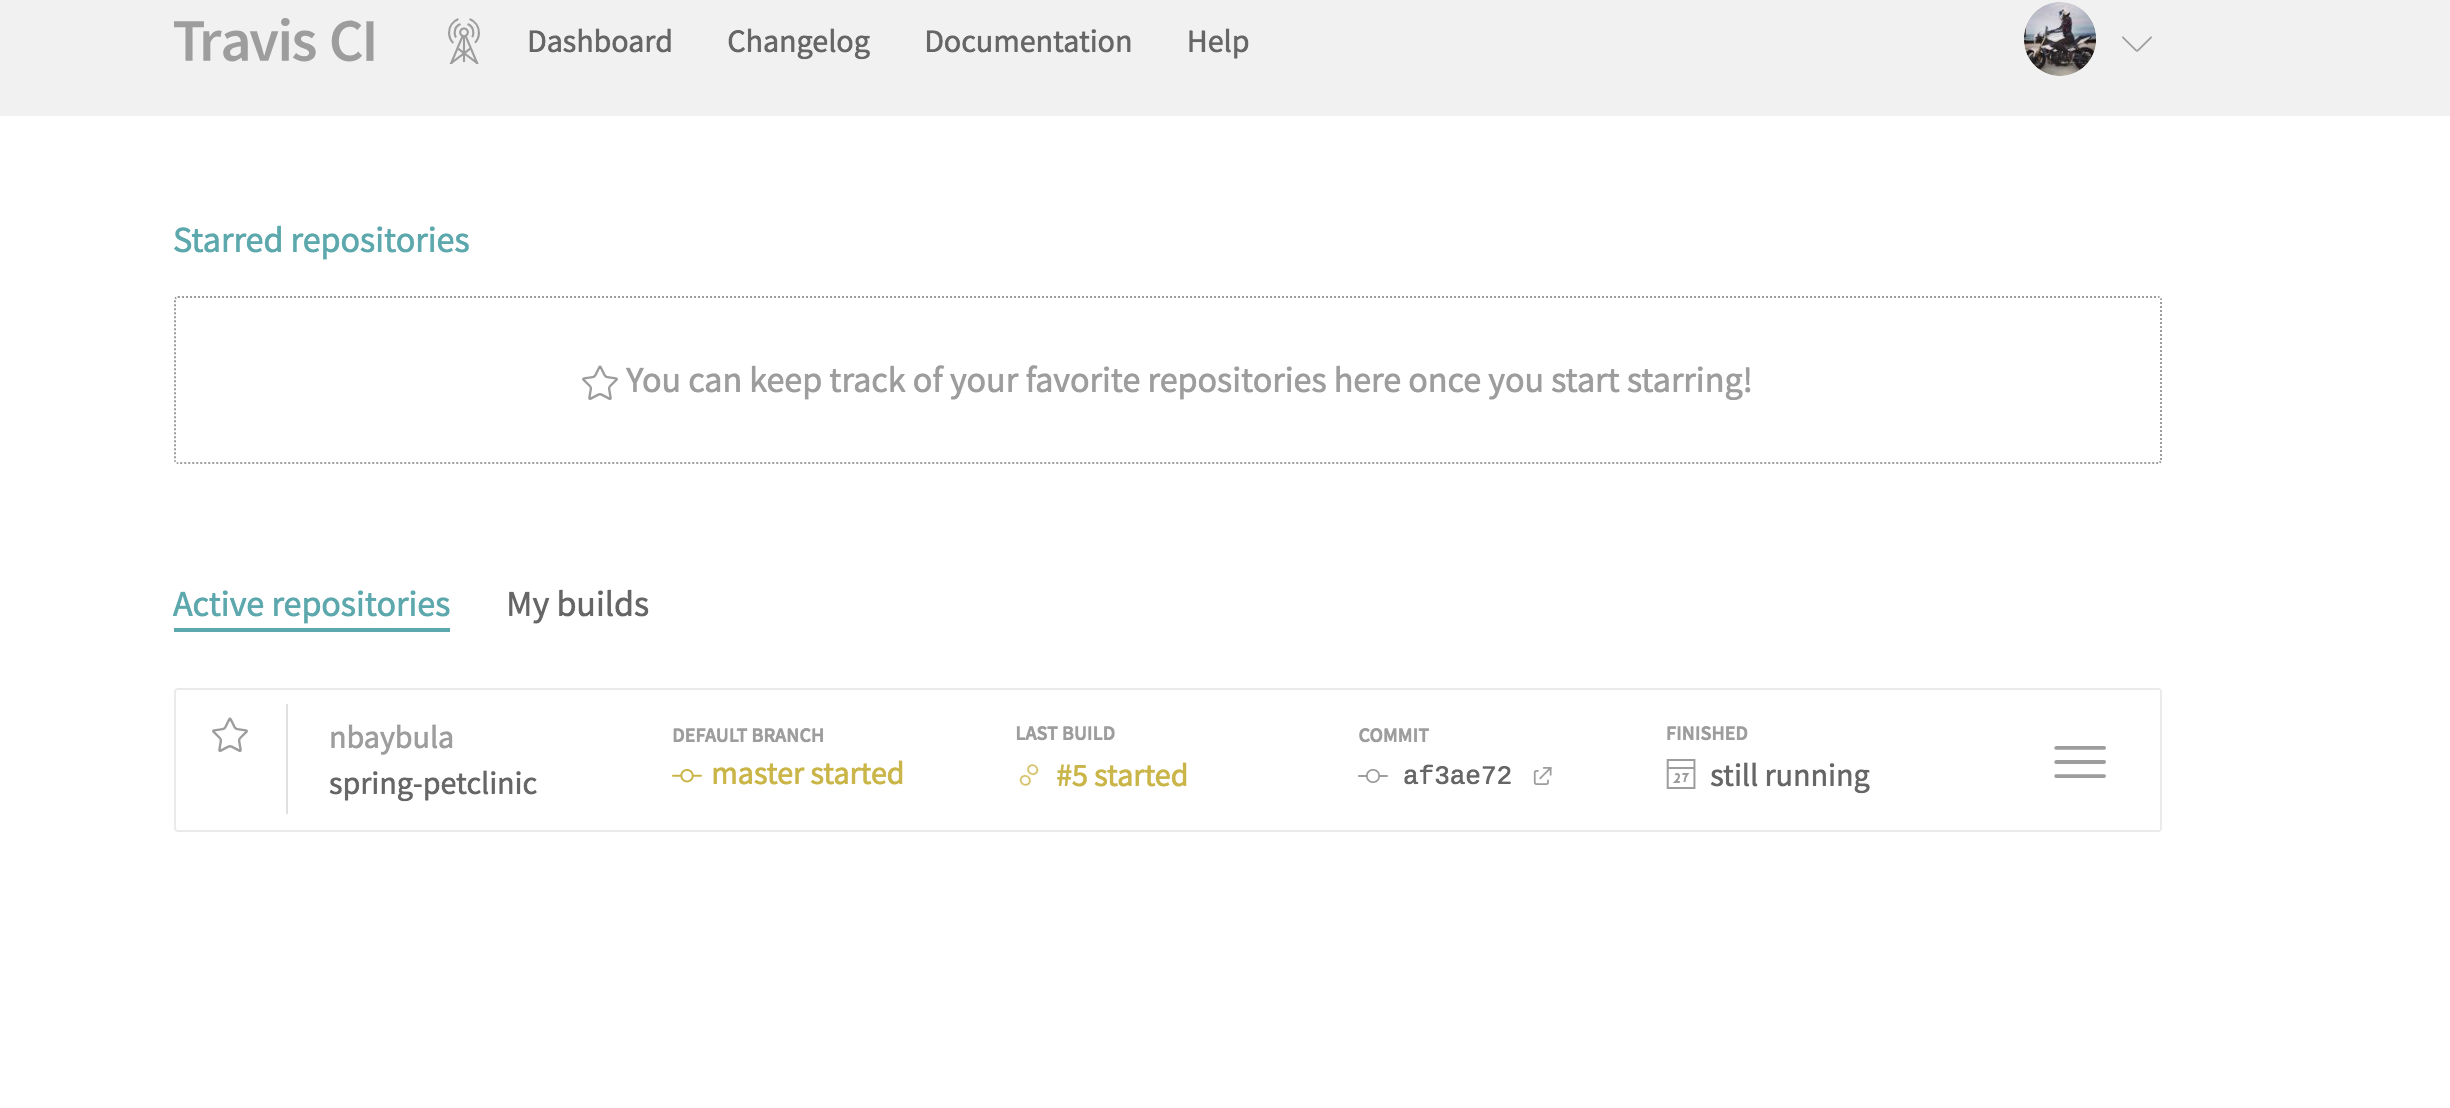 Travis CI Dashboard Changelog Documentation Help
Starred repositories
You can keep track of your favorite repositories here once you start starring!
Active repositories My builds
nbaybula
spring-petclinic
DEFAULT BRANCH
master started
LAST BUILD
#5 started
COMMIT
af3ae72
FINISHED
27 still running